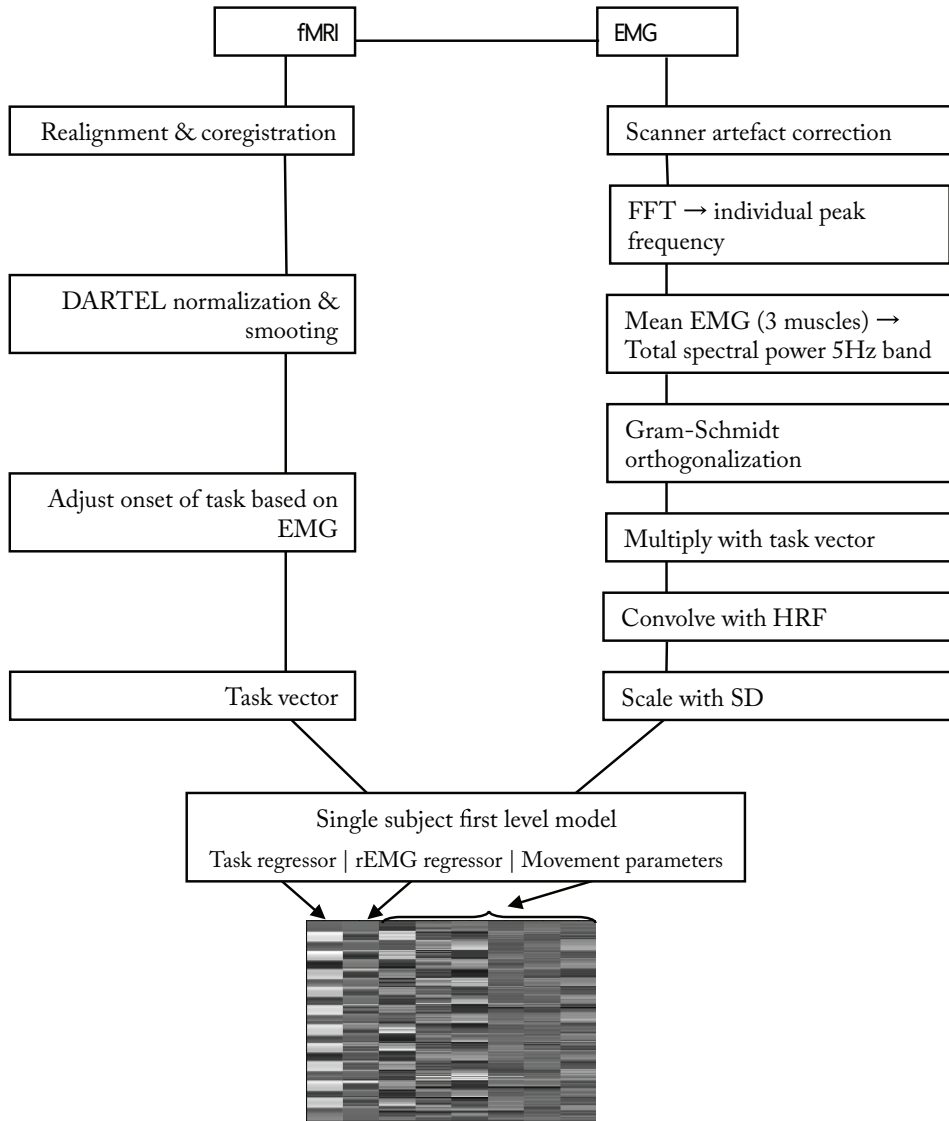 fMRI
EMG
Realignment & coregistration
Scanner artefact correction
FFT → individual peak
frequency
DARTEL normalization &
smooting
Mean EMG (3 muscles) →
Total spectral power 5Hz band
Gram-Schmidt
orthogonalization
Adjust onset of task based on
EMG
Multiply with task vector
Convolve with HRF
Task vector
Scale with SD
Single subject first level model
Task regressor | rEMG regressor | Movement parameters